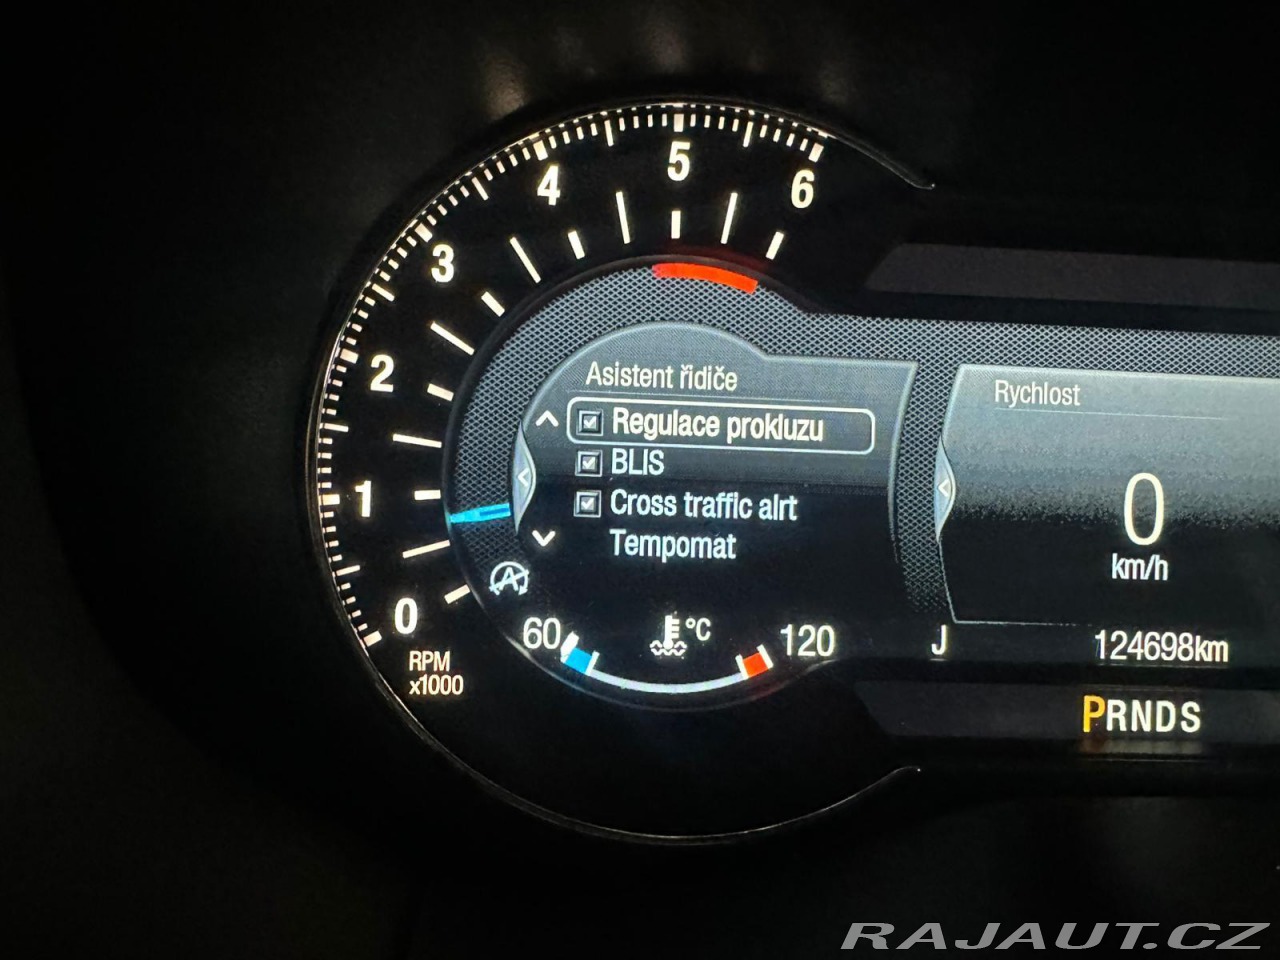 0
1
2
3
4
5
6
RPM
x1000
Asistent řidiče
Regulace prokluzu
BLIS
Cross traffic alrt
Tempomat
A
60
°C
120
Rychlost
0
km/h
J
124698km
PRNDS
RAJAUT.CZ